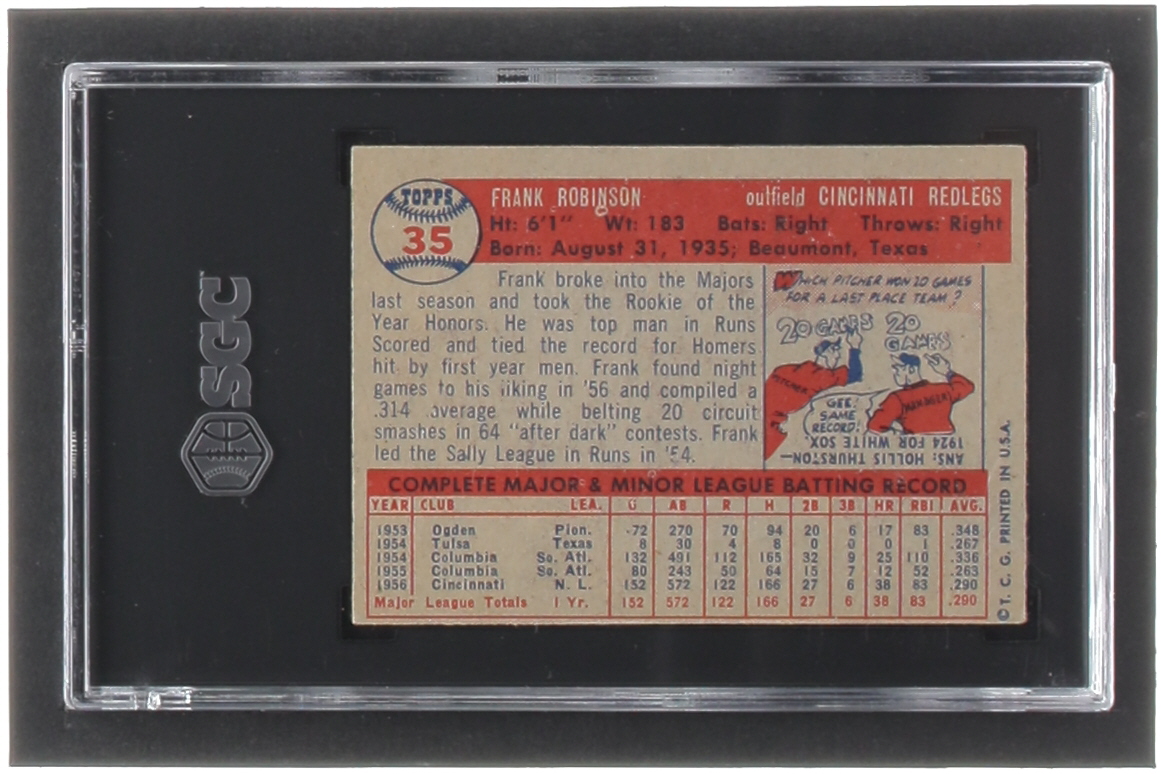 SGC
TOPPS
35
FRANK ROBINSON outfield CINCINNATI REDLEGS
Ht: 6'1" Wt: 183 Bats: Right Throws: Right
Born: August 31, 1935; Beaumont, Texas
Frank broke into the Majors
last season and took the Rookie of the
Year Honors. He was top man in Runs
Scored and tied the record for Homers
hit by first year men. Frank found night
games to his liking in '56 and compiled a
.314 average while belting 20 circuit
smashes in 64 "after dark" contests. Frank
led the Sally League in Runs in '54.
WHICH PITCHER WON 20 GAMES
FOR A LAST PLACE TEAM?
20 GAMES
20 GAMES
PITCHER
MANAGER
GEE!
SAME
RECORD!
ANS: HOLLIS THURSTON—
1924 FOR WHITE SOX.
COMPLETE MAJOR & MINOR LEAGUE BATTING RECORD
YEAR CLUB LEA. G AB R H 2B 3B HR RBI AVG.
1953 Ogden Pion. 72 270 70 94 20 6 17 83 .348
1954 Tulsa Texas 8 30 4 8 0 0 0 1 .267
1954 Columbia So. Atl. 132 491 112 165 32 9 25 110 .336
1955 Columbia So. Atl. 80 243 50 64 15 7 12 52 .263
1956 Cincinnati N. L. 152 572 122 166 27 6 38 83 .290
Major League Totals 1 Yr. 152 572 122 166 27 6 38 83 .290
© T. C. G. PRINTED IN U.S.A.